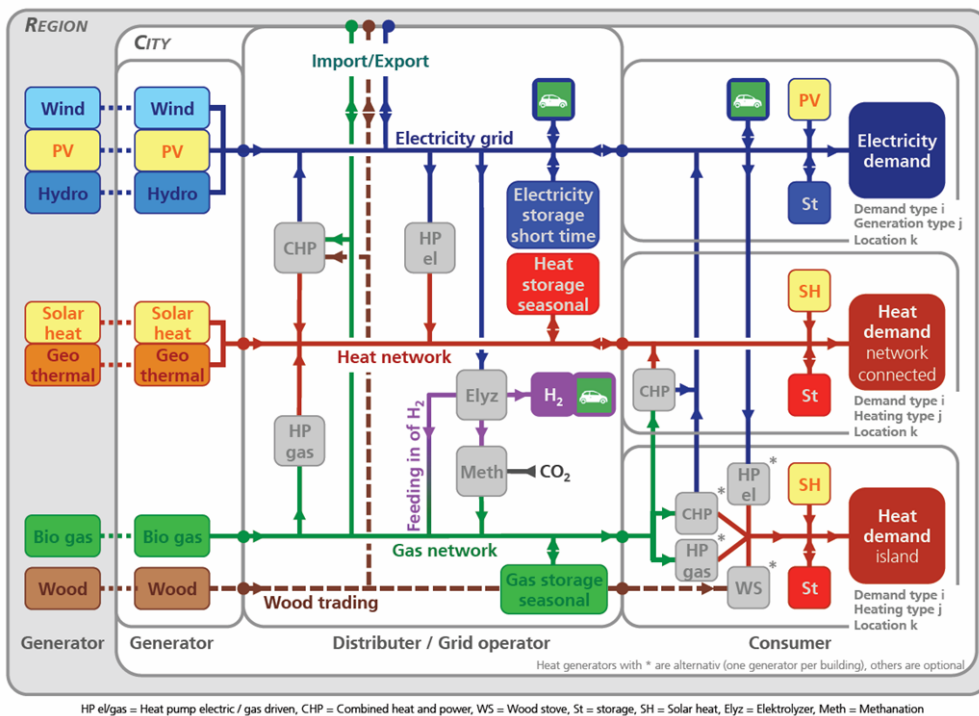 REGION
CITY
Import/Export
Wind
Wind
PV
PV
Hydro
Hydro
Electricity grid
PV
Electricity
demand
Electricity
storage
short time
St
Demand type i
Generation type j
Location k
CHP
HP
el
Heat
storage
seasonal
SH
Solar
heat
Solar
heat
Geo
thermal
Geo
thermal
Heat network
Heat
demand
network
connected
CHP
St
Demand type i
Heating type j
Location k
Elyz
H2
HP
gas
Feeding in of H2
Meth
CO2
HP
el
*
SH
CHP
*
Heat
demand
island
Bio gas
Bio gas
Gas network
HP
gas
*
Wood
Wood
Wood trading
Gas storage
seasonal
WS
*
St
Demand type i
Heating type j
Location k
Generator
Generator
Distributer / Grid operator
Consumer
Heat generators with * are alternativ (one generator per building), others are optional
HP el/gas = Heat pump electric / gas driven, CHP = Combined heat and power, WS = Wood stove, St = storage, SH = Solar heat, Elyz = Elektrolyzer, Meth = Methanation